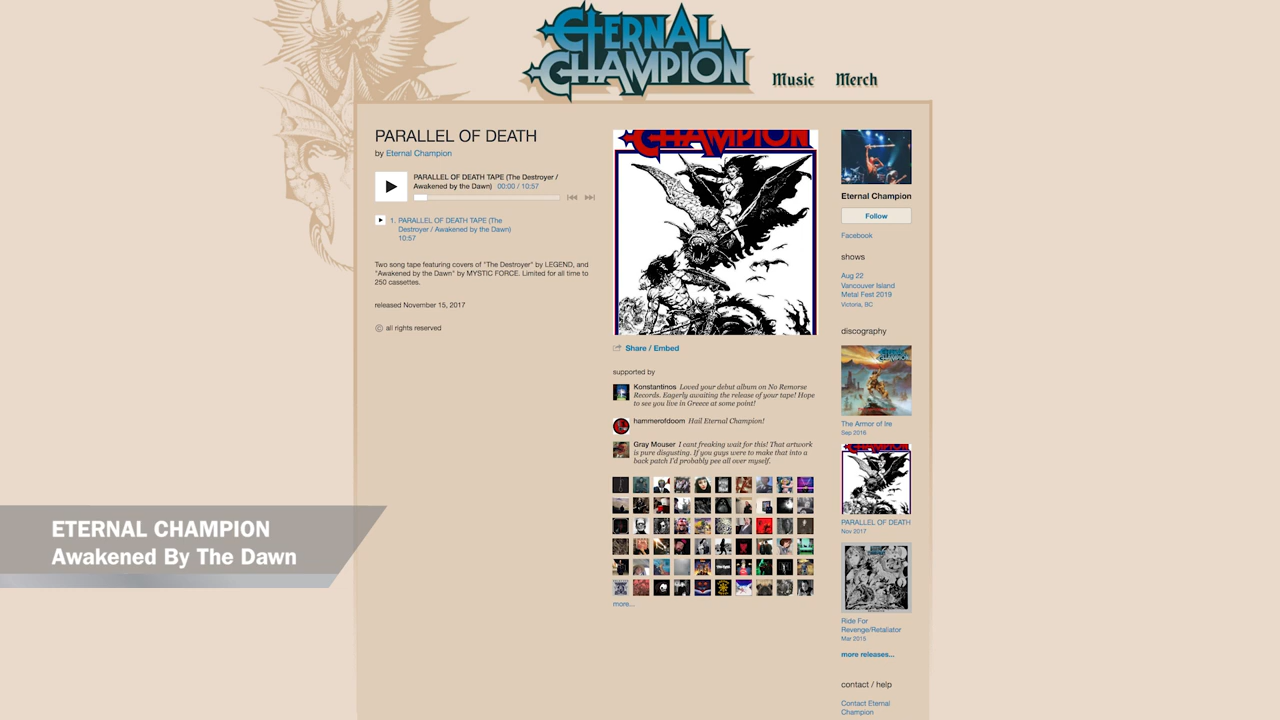 ETERNAL
CHAMPION
Music Merch
PARALLEL OF DEATH
by Eternal Champion
PARALLEL OF DEATH TAPE (The Destroyer /
Awakened by the Dawn) 00:00 / 10:57
1. PARALLEL OF DEATH TAPE (The
Destroyer / Awakened by the Dawn)
10:57
Two song tape featuring covers of "The Destroyer" by LEGEND, and
"Awakened by the Dawn" by MYSTIC FORCE. Limited for all time to
250 cassettes.
released November 15, 2017
© all rights reserved
CHAMPION
Share / Embed
supported by
Konstantinos Loved your debut album on No Remorse
Records. Eagerly awaiting the release of your tape! Hope
to see you live in Greece at some point!
hammerofdoom Hail Eternal Champion!
Gray Mouser I cant freaking wait for this! That artwork
is pure disgusting. If you guys were to make that into a
back patch I'd probably pee all over myself.
more...
Eternal Champion
Follow
Facebook
shows
Aug 22
Vancouver Island
Metal Fest 2019
Victoria, BC
discography
ETERNAL
CHAMPION
The Armor of Ire
Sep 2016
CHAMPION
PARALLEL OF DEATH
Nov 2017
Ride For
Revenge/Retaliator
Mar 2015
more releases...
contact / help
Contact Eternal
Champion
ETERNAL CHAMPION
Awakened By The Dawn